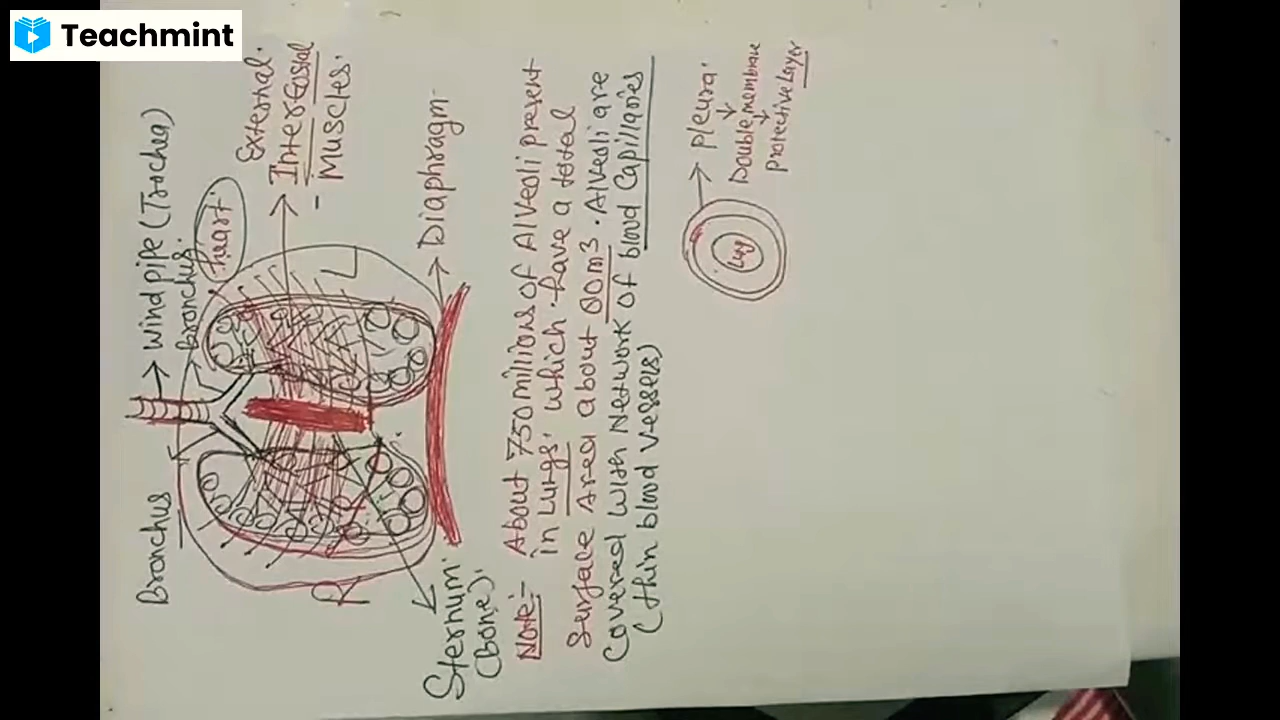 Teachmint
Wind pipe (Trachea)
bronchus.
Bronchus
heart.
External.
Intercostal
Muscles.
L
R
Diaphragm
Sternum.
(bone).
Note:- About 750 millions of Alveoli present
in Lungs. which have a total
Surface Area about 80m3. Alveoli are
Covered with Network of blood Capillaries
(thin blood vessels)
Pleura.
Double membrane
Protective Layer
Lung